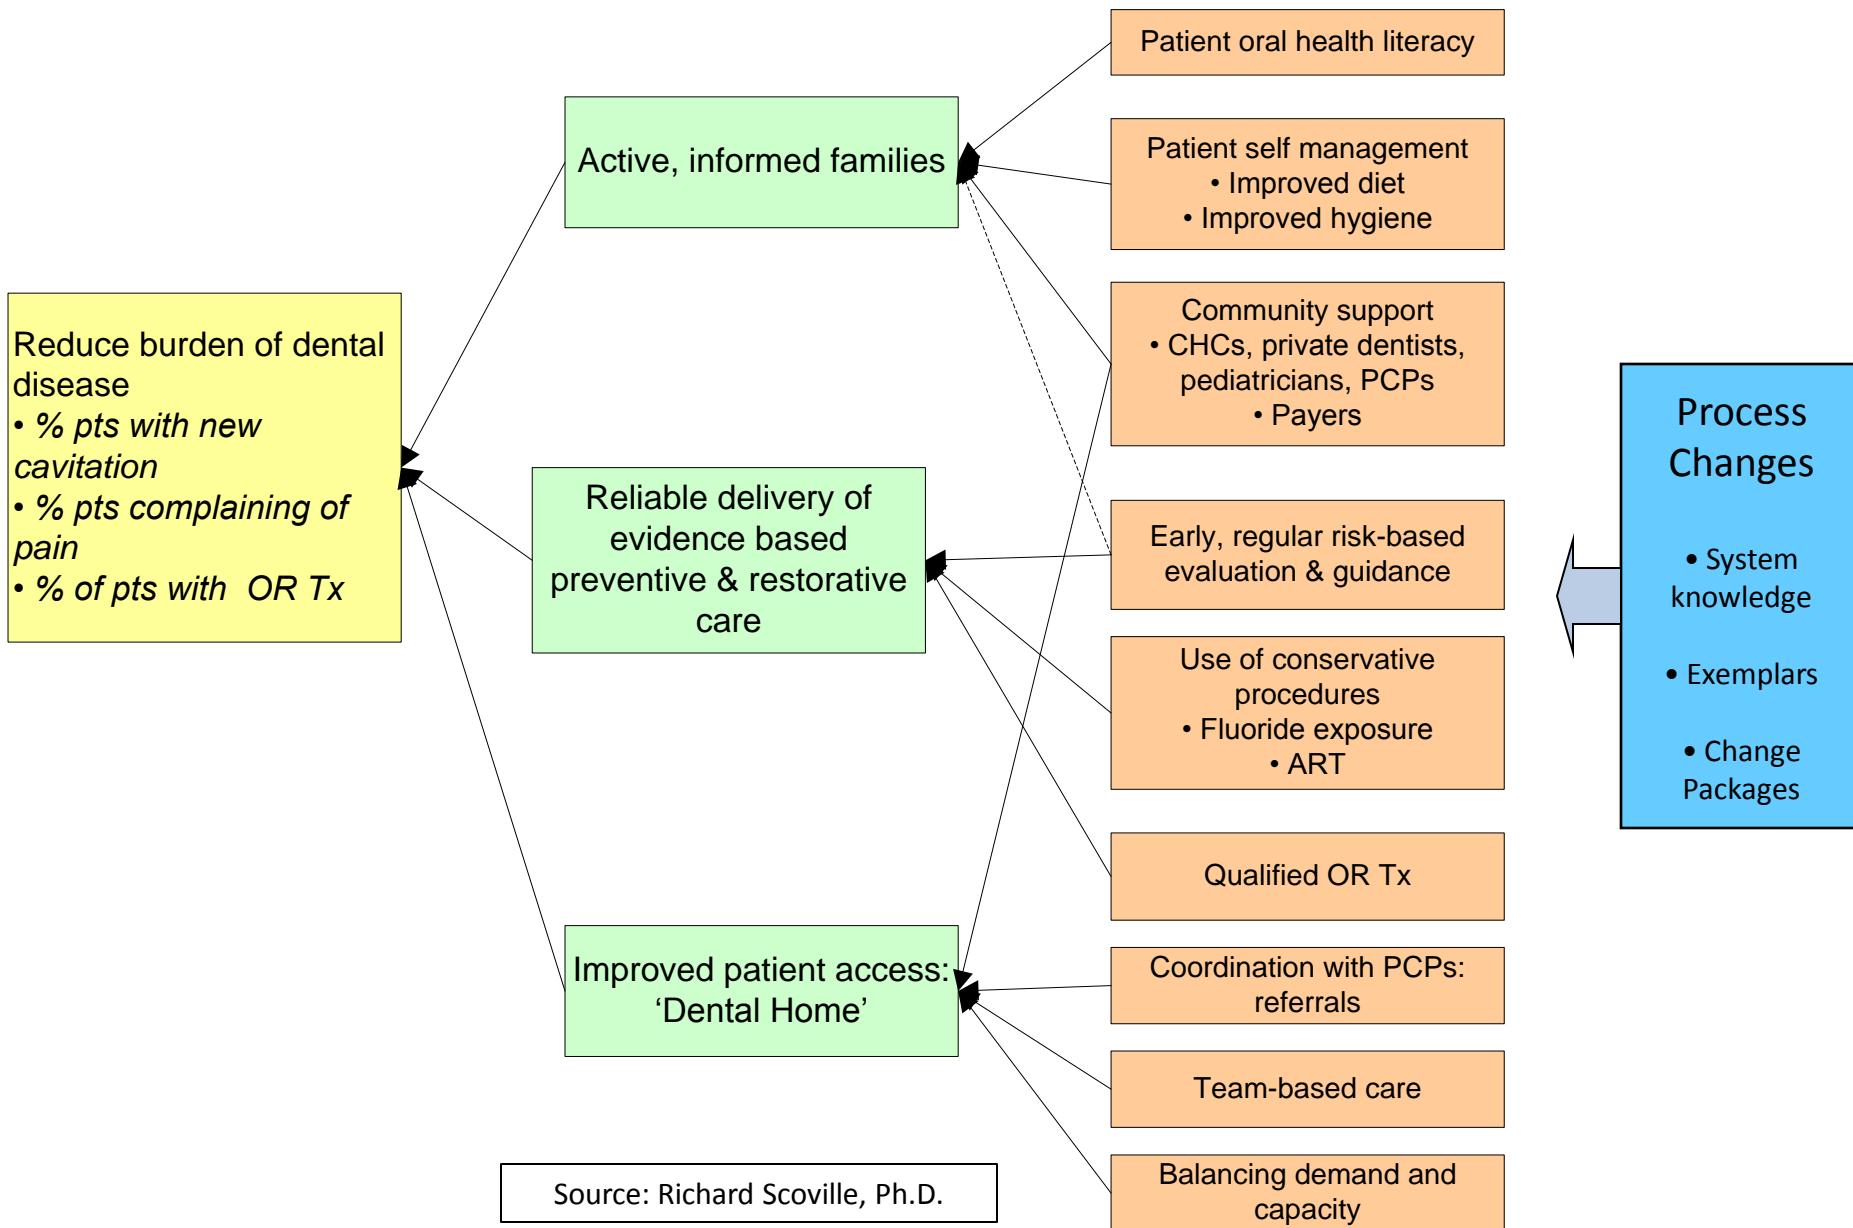 Reduce burden of dental
disease
• % pts with new
cavitation
• % pts complaining of
pain
• % of pts with OR Tx
Active, informed families
Reliable delivery of
evidence based
preventive & restorative
care
Improved patient access:
‘Dental Home’
Patient oral health literacy
Patient self management
• Improved diet
• Improved hygiene
Community support
• CHCs, private dentists,
pediatricians, PCPs
• Payers
Early, regular risk-based
evaluation & guidance
Use of conservative
procedures
• Fluoride exposure
• ART
Qualified OR Tx
Coordination with PCPs:
referrals
Team-based care
Balancing demand and
capacity
Process
Changes
• System
knowledge
• Exemplars
• Change
Packages
Source: Richard Scoville, Ph.D.